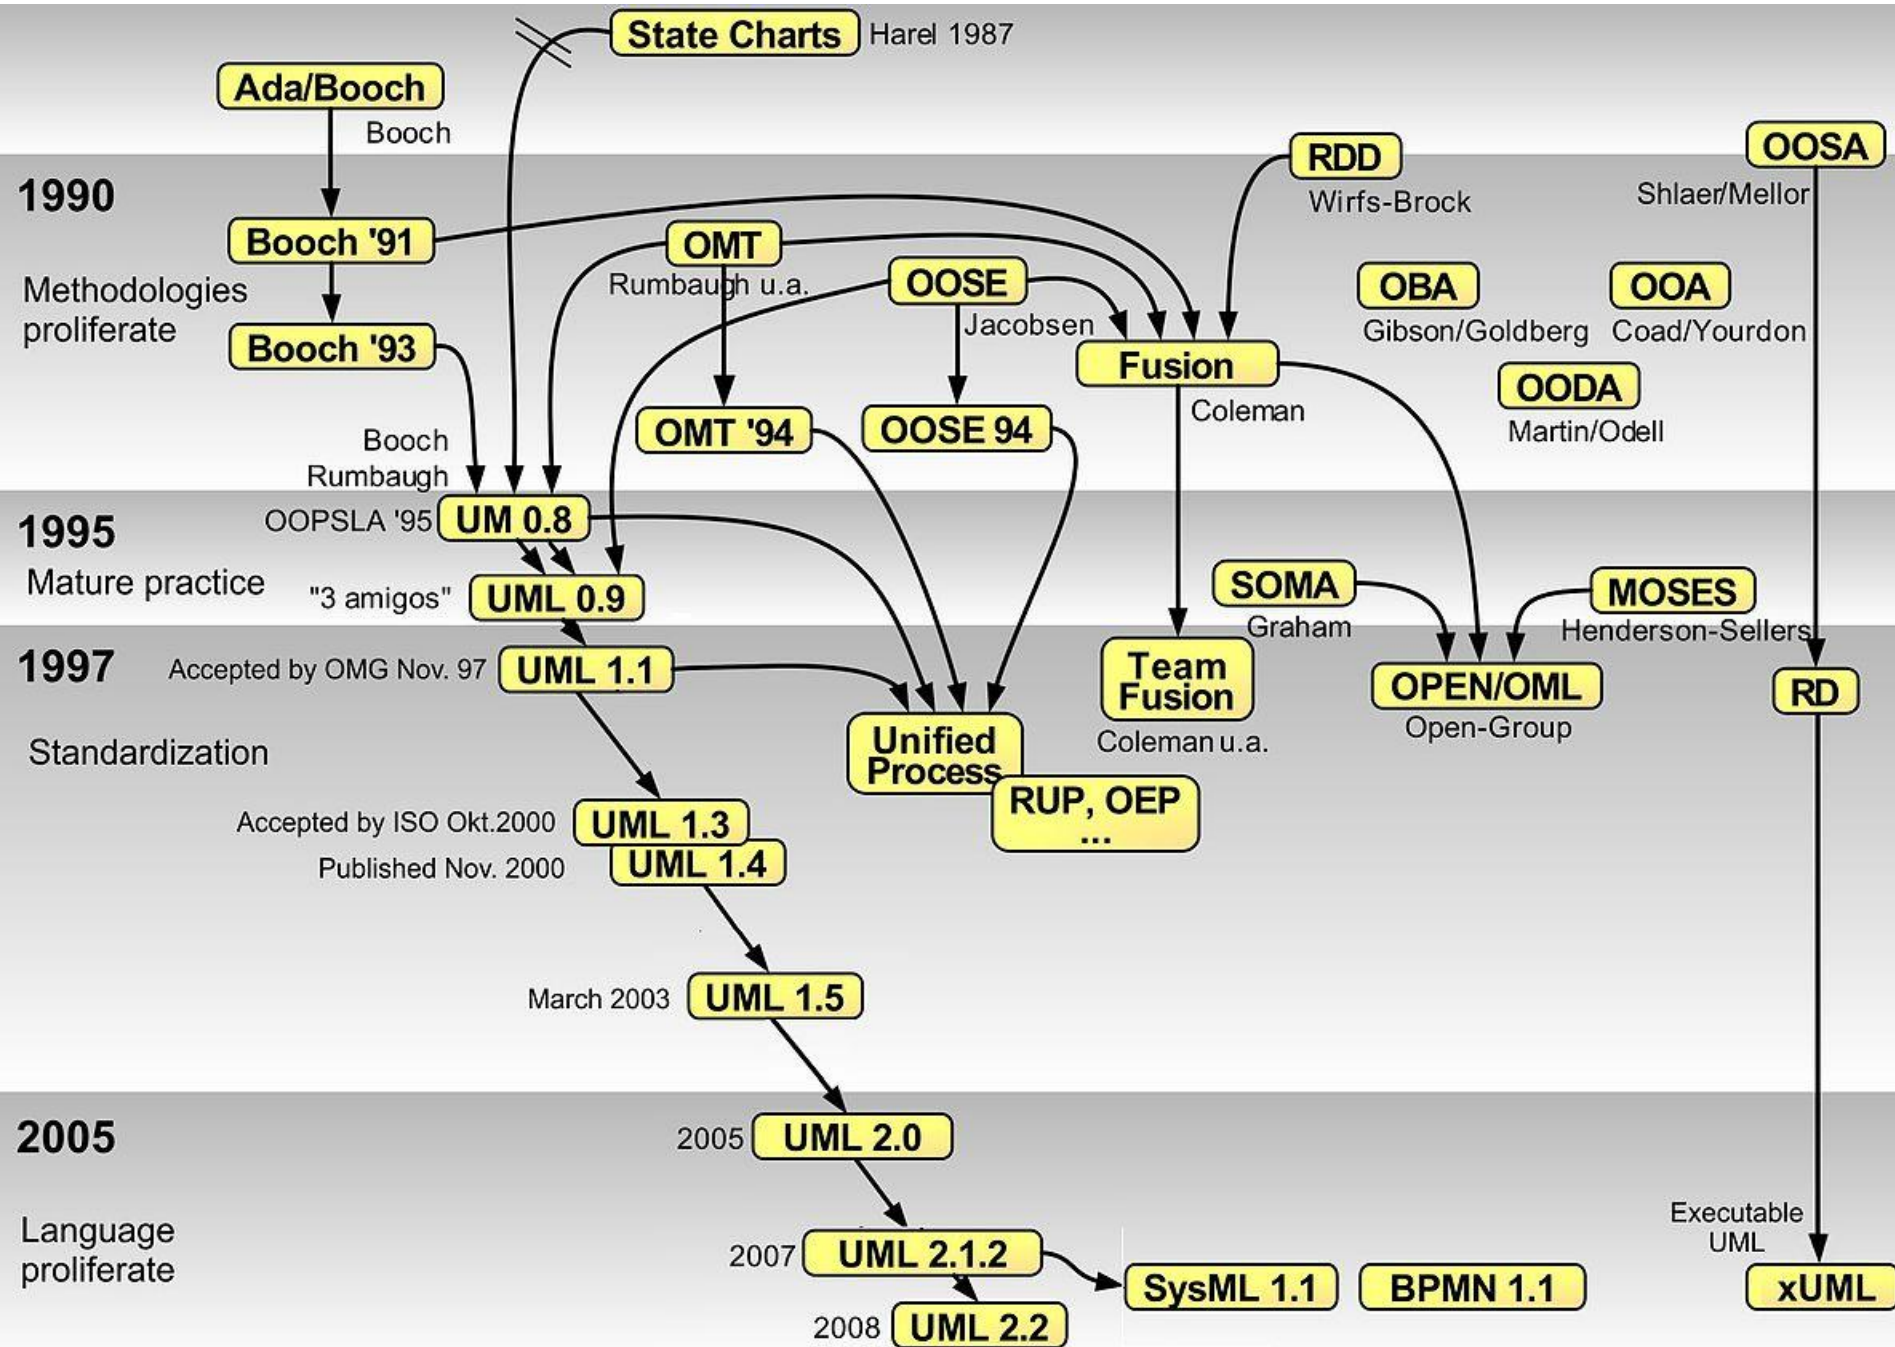 State Charts
Harel 1987
Ada/Booch
Booch
RDD
Wirfs-Brock
OOSA
Shlaer/Mellor
1990
Booch '91
OMT
Rumbaugh u.a.
OOSE
Jacobsen
OBA
Gibson/Goldberg
OOA
Coad/Yourdon
Methodologies
proliferate
Booch '93
Fusion
Coleman
OODA
Martin/Odell
OMT '94
OOSE 94
Booch
Rumbaugh
1995
OOPSLA '95
UM 0.8
Mature practice
"3 amigos"
UML 0.9
SOMA
Graham
MOSES
Henderson-Sellers
1997
Accepted by OMG Nov. 97
UML 1.1
Team
Fusion
Coleman u.a.
OPEN/OML
Open-Group
RD
Standardization
Unified
Process
RUP, OEP
...
Accepted by ISO Okt.2000
UML 1.3
Published Nov. 2000
UML 1.4
March 2003
UML 1.5
2005
2005
UML 2.0
Language
proliferate
2007
UML 2.1.2
2008
UML 2.2
SysML 1.1
BPMN 1.1
Executable
UML
xUML